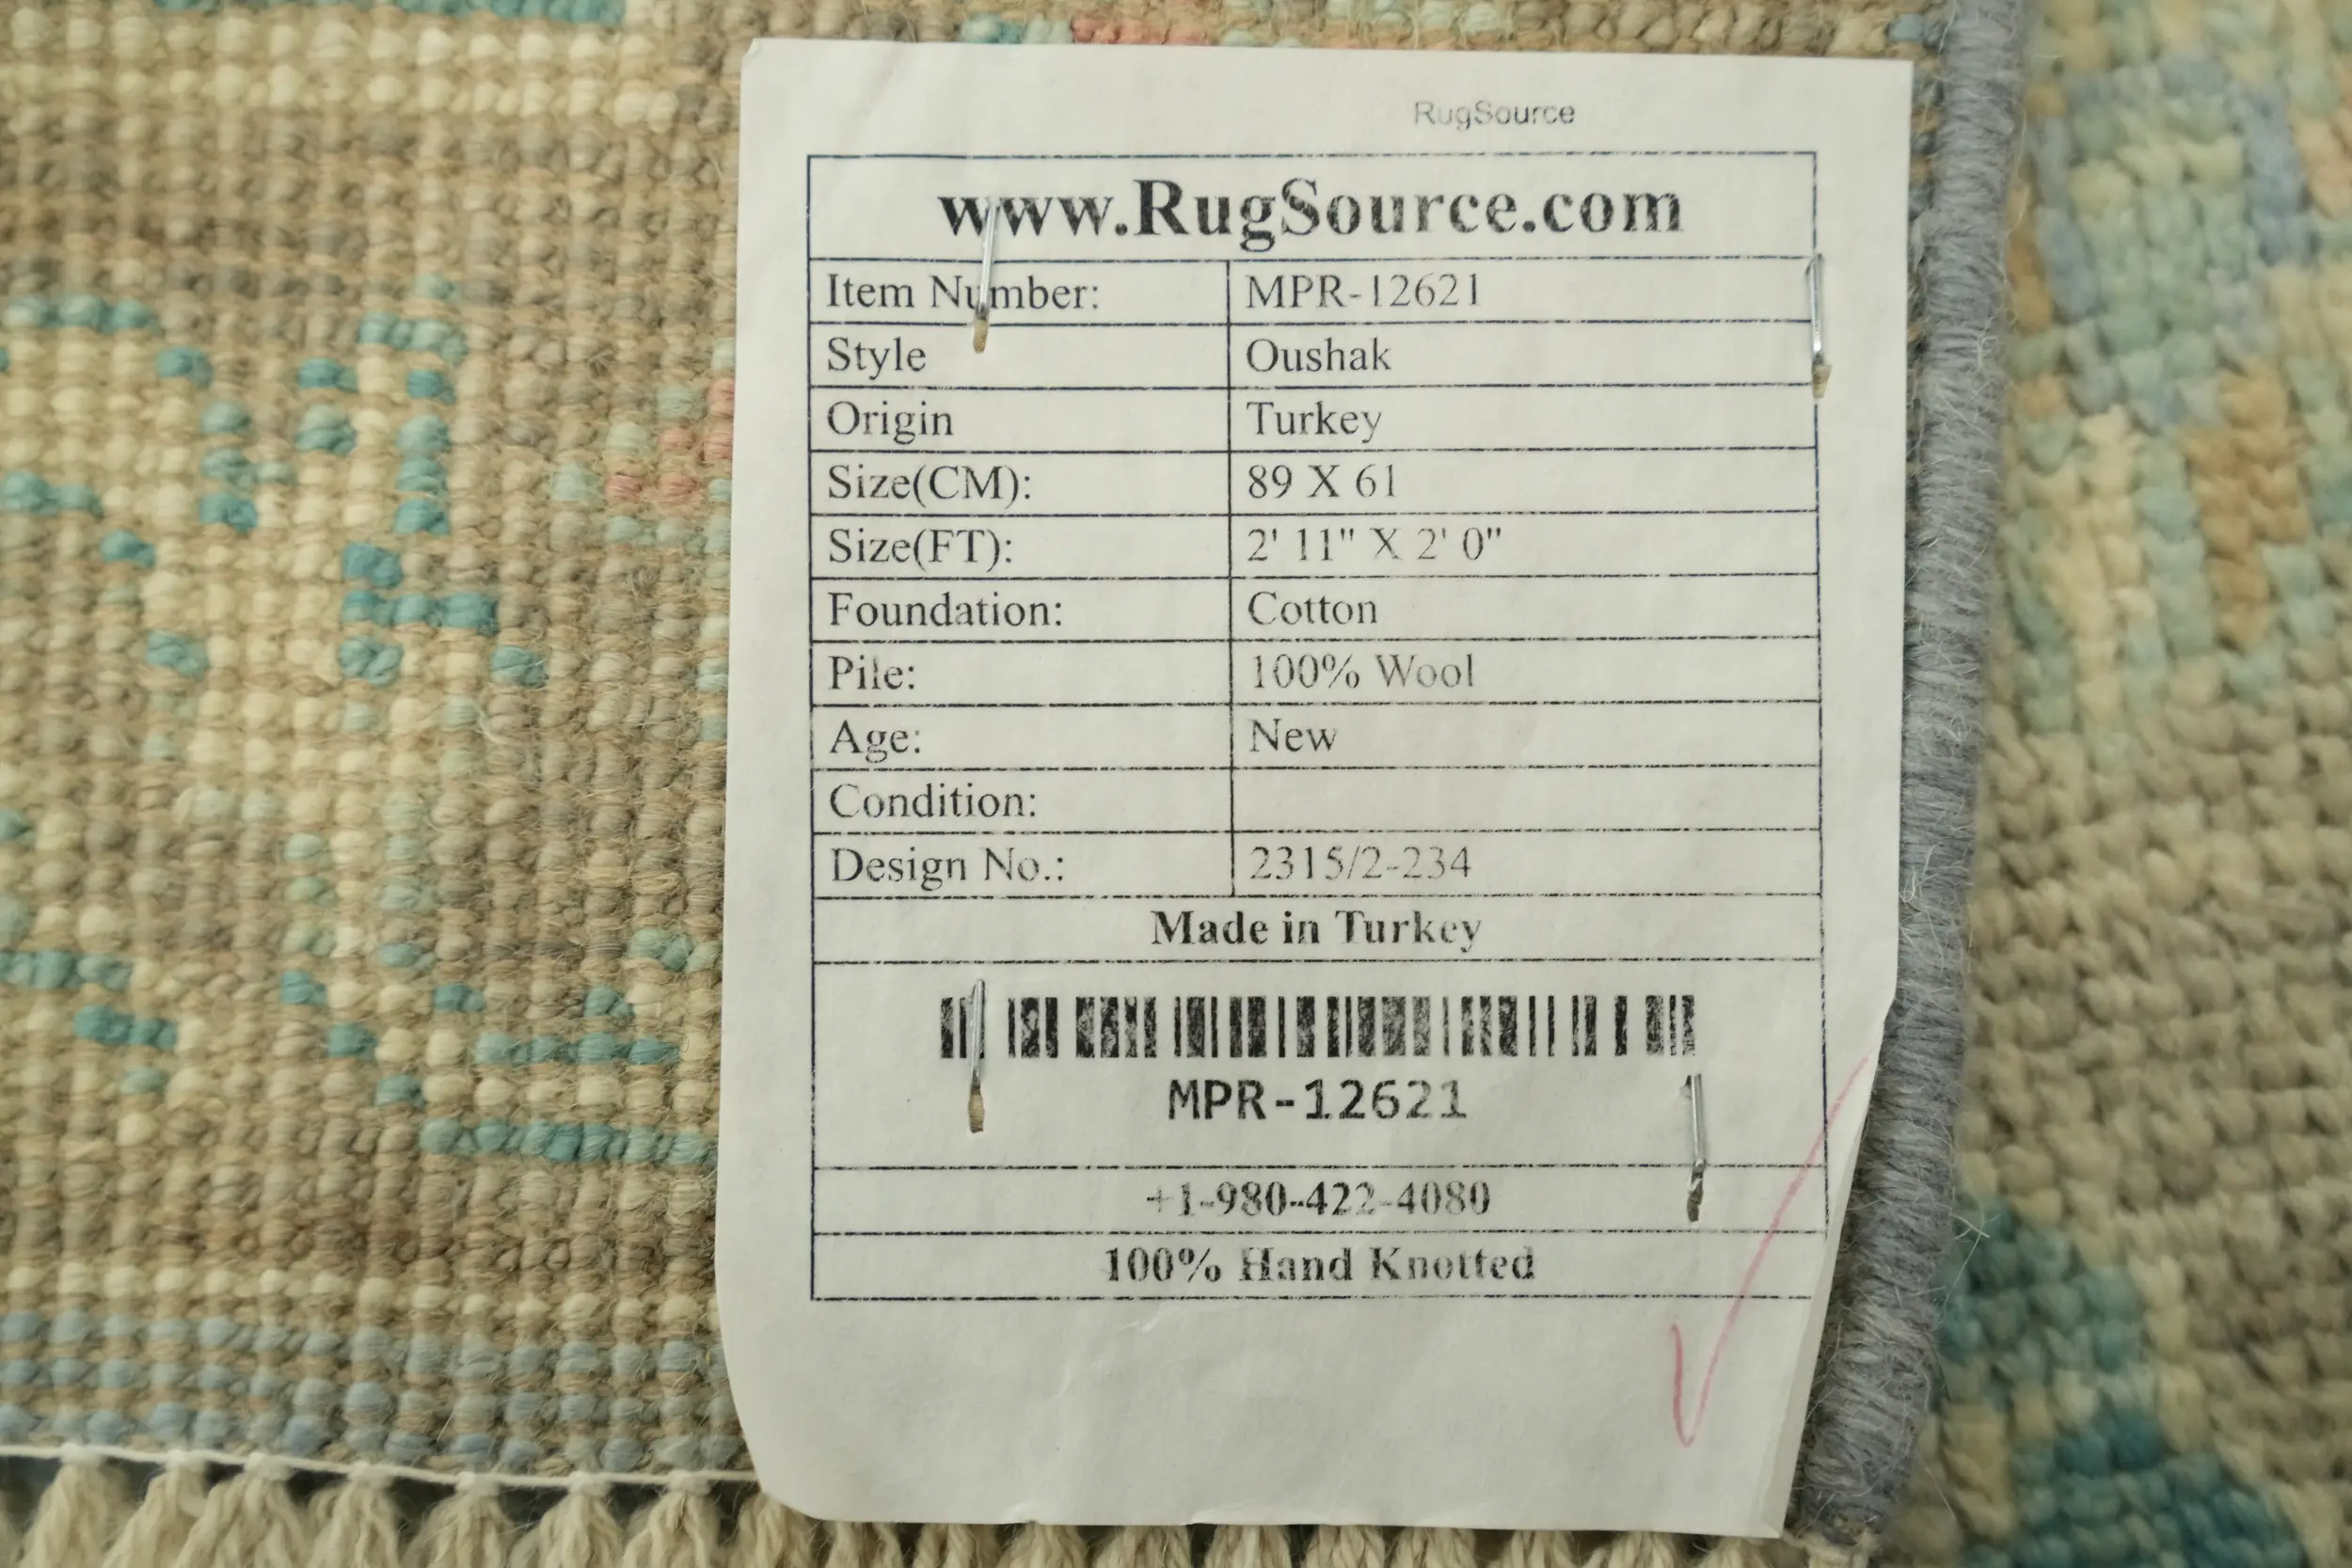 RugSource
www.RugSource.com
Item Number: MPR-12621
Style Oushak
Origin Turkey
Size(CM): 89 X 61
Size(FT): 2' 11" X 2' 0"
Foundation: Cotton
Pile: 100% Wool
Age: New
Condition:
Design No.: 2315/2-234
Made in Turkey
MPR-12621
+1-980-422-4080
100% Hand Knotted